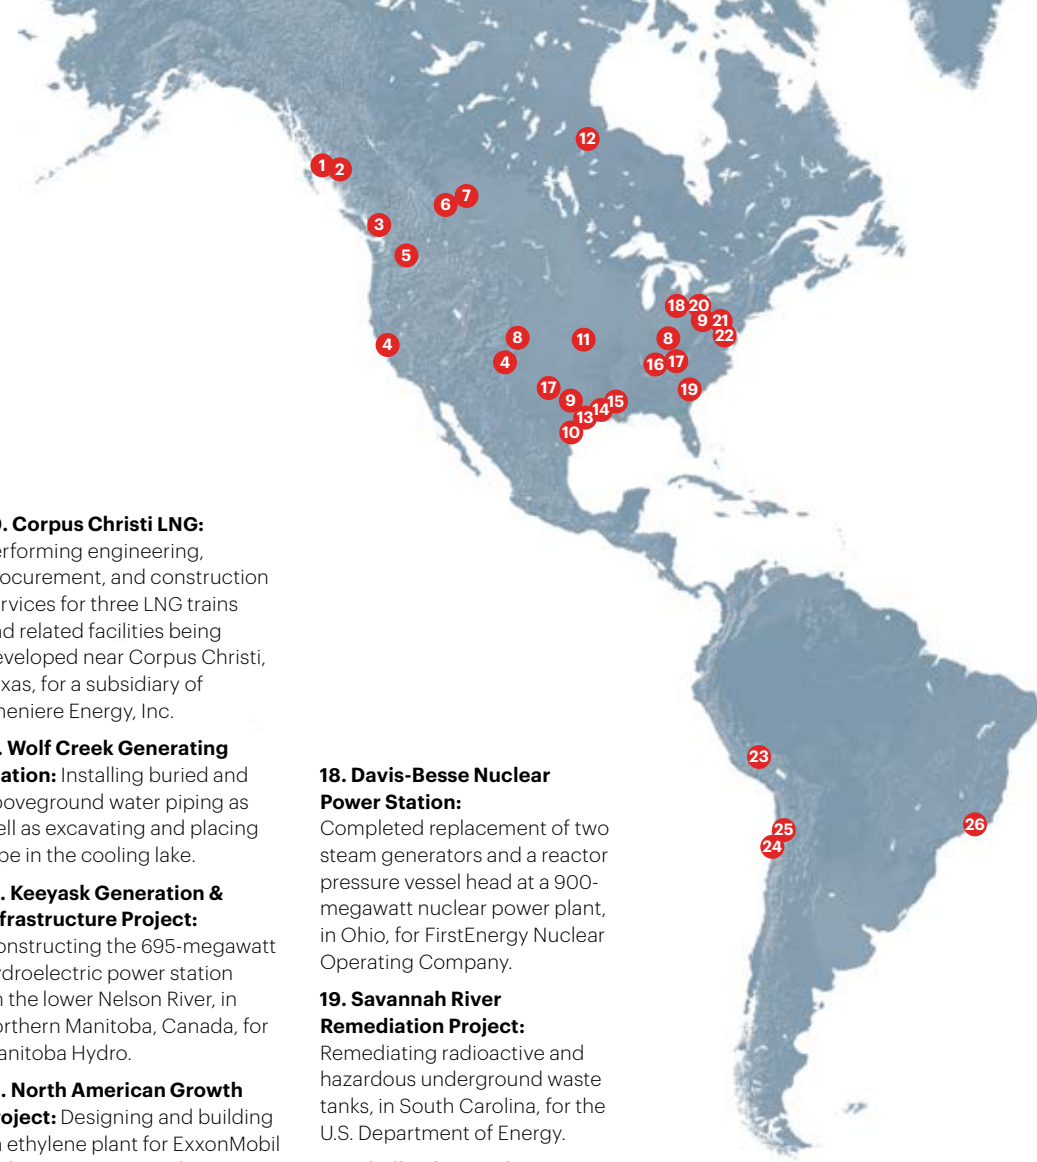 12
1 2
7
6
3
5
18 20
9 21
22
8
11
8
4
4
16 17
17
19
9
15
14
13
10
. Corpus Christi LNG:
erforming engineering,
ocurement, and construction
rvices for three LNG trains
d related facilities being
eveloped near Corpus Christi,
xas, for a subsidiary of
heniere Energy, Inc.
. Wolf Creek Generating
ation: Installing buried and
boveground water piping as
ell as excavating and placing
pe in the cooling lake.
. Keeyask Generation &
frastructure Project:
onstructing the 695-megawatt
ydroelectric power station
n the lower Nelson River, in
orthern Manitoba, Canada, for
anitoba Hydro.
. North American Growth
roject: Designing and building
n ethylene plant for ExxonMobil
18. Davis-Besse Nuclear
Power Station:
Completed replacement of two
steam generators and a reactor
pressure vessel head at a 900-
megawatt nuclear power plant,
in Ohio, for FirstEnergy Nuclear
Operating Company.
19. Savannah River
Remediation Project:
Remediating radioactive and
hazardous underground waste
tanks, in South Carolina, for the
U.S. Department of Energy.
23
25
26
24